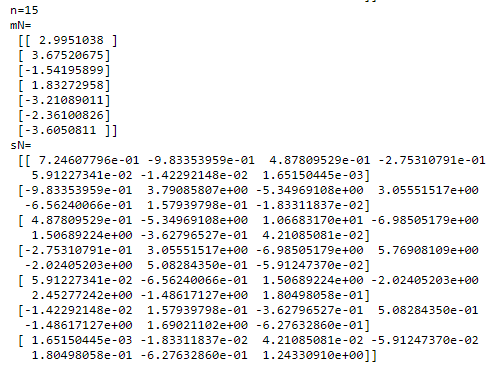 ]]
n=15
mN=
[[ 2.9951038 ]
[ 3.67520675]
[-1.54195899]
[ 1.83272958]
[-3.21089011]
[-2.36100826]
[-3.6050811 ]]
sN=
[[ 7.24607796e-01 -9.83353959e-01  4.87809529e-01 -2.75310791e-01
5.91227341e-02 -1.42292148e-02  1.65150445e-03]
[-9.83353959e-01  3.79085807e+00 -5.34969108e+00  3.05551517e+00
-6.56240066e-01  1.57939798e-01 -1.83311837e-02]
[ 4.87809529e-01 -5.34969108e+00  1.06683170e+01 -6.98505179e+00
1.50689224e+00 -3.62796527e-01  4.21085081e-02]
[-2.75310791e-01  3.05551517e+00 -6.98505179e+00  5.76908109e+00
-2.02405203e+00  5.08284350e-01 -5.91247370e-02]
[ 5.91227341e-02 -6.56240066e-01  1.50689224e+00 -2.02405203e+00
2.45277242e+00 -1.48617127e+00  1.80498058e-01]
[-1.42292148e-02  1.57939798e-01 -3.62796527e-01  5.08284350e-01
-1.48617127e+00  1.69021102e+00 -6.27632860e-01]
[ 1.65150445e-03 -1.83311837e-02  4.21085081e-02 -5.91247370e-02
1.80498058e-01 -6.27632860e-01  1.24330910e+00]]